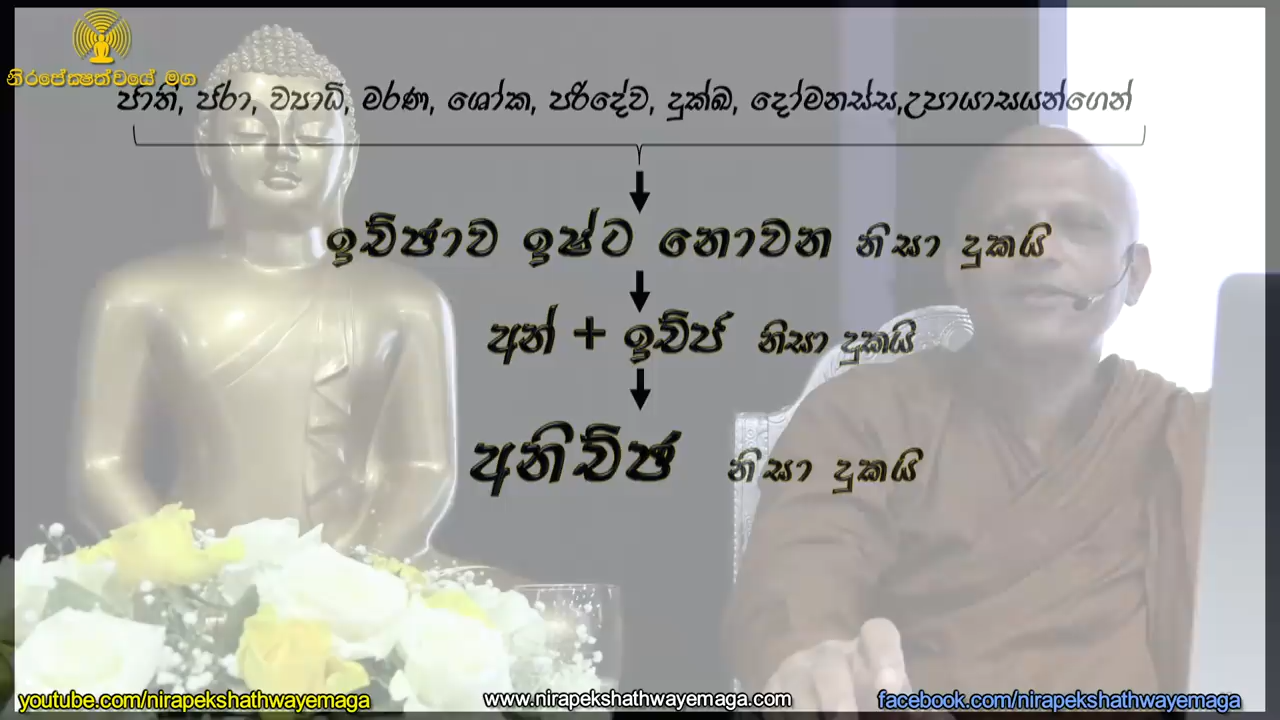 නිරපේක්‍ෂත්වයේ මග
ජාති, ජරා, ව්‍යාධි, මරණ, ශෝක, පරිදේව, දුක්ඛ, දෝමනස්ස,උපායාසයන්ගෙන්
ඉච්ඡාව ඉෂ්ට නොවන නිසා දුකයි
අන් + ඉච්ඡ නිසා දුකයි
අනිච්ඡ නිසා දුකයි
youtube.com/nirapekshathwayemaga www.nirapekshathwayemaga.com facebook.com/nirapekshathwayemaga